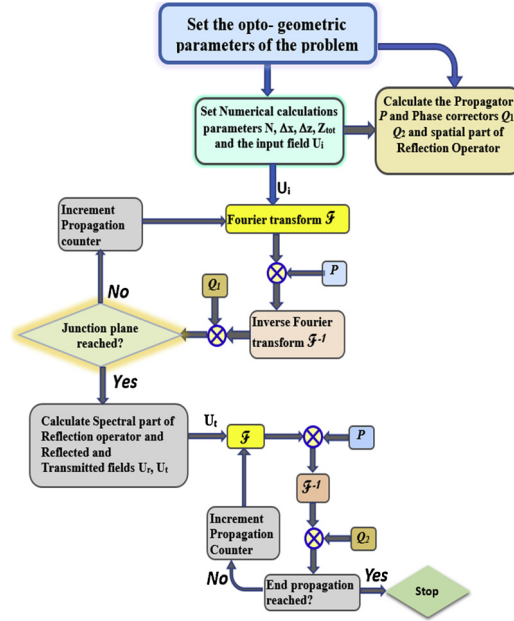 Set the opto- geometric
parameters of the problem
Set Numerical calculations
parameters N, Δx, Δz, Ztot
and the input field Ui
Calculate the Propagator
P and Phase correctors Q1
Q2 and spatial part of
Reflection Operator
Ui
Increment
Propagation
counter
Fourier transform ℱ
P
No
Q1
Junction plane
reached?
Inverse Fourier
transform ℱ-1
Yes
Calculate Spectral part of
Reflection operator and
Reflected and
Transmitted fields Ur, Ut
Ut
ℱ
P
ℱ-1
Increment
Propagation
Counter
Q2
No
End propagation
reached?
Yes
Stop